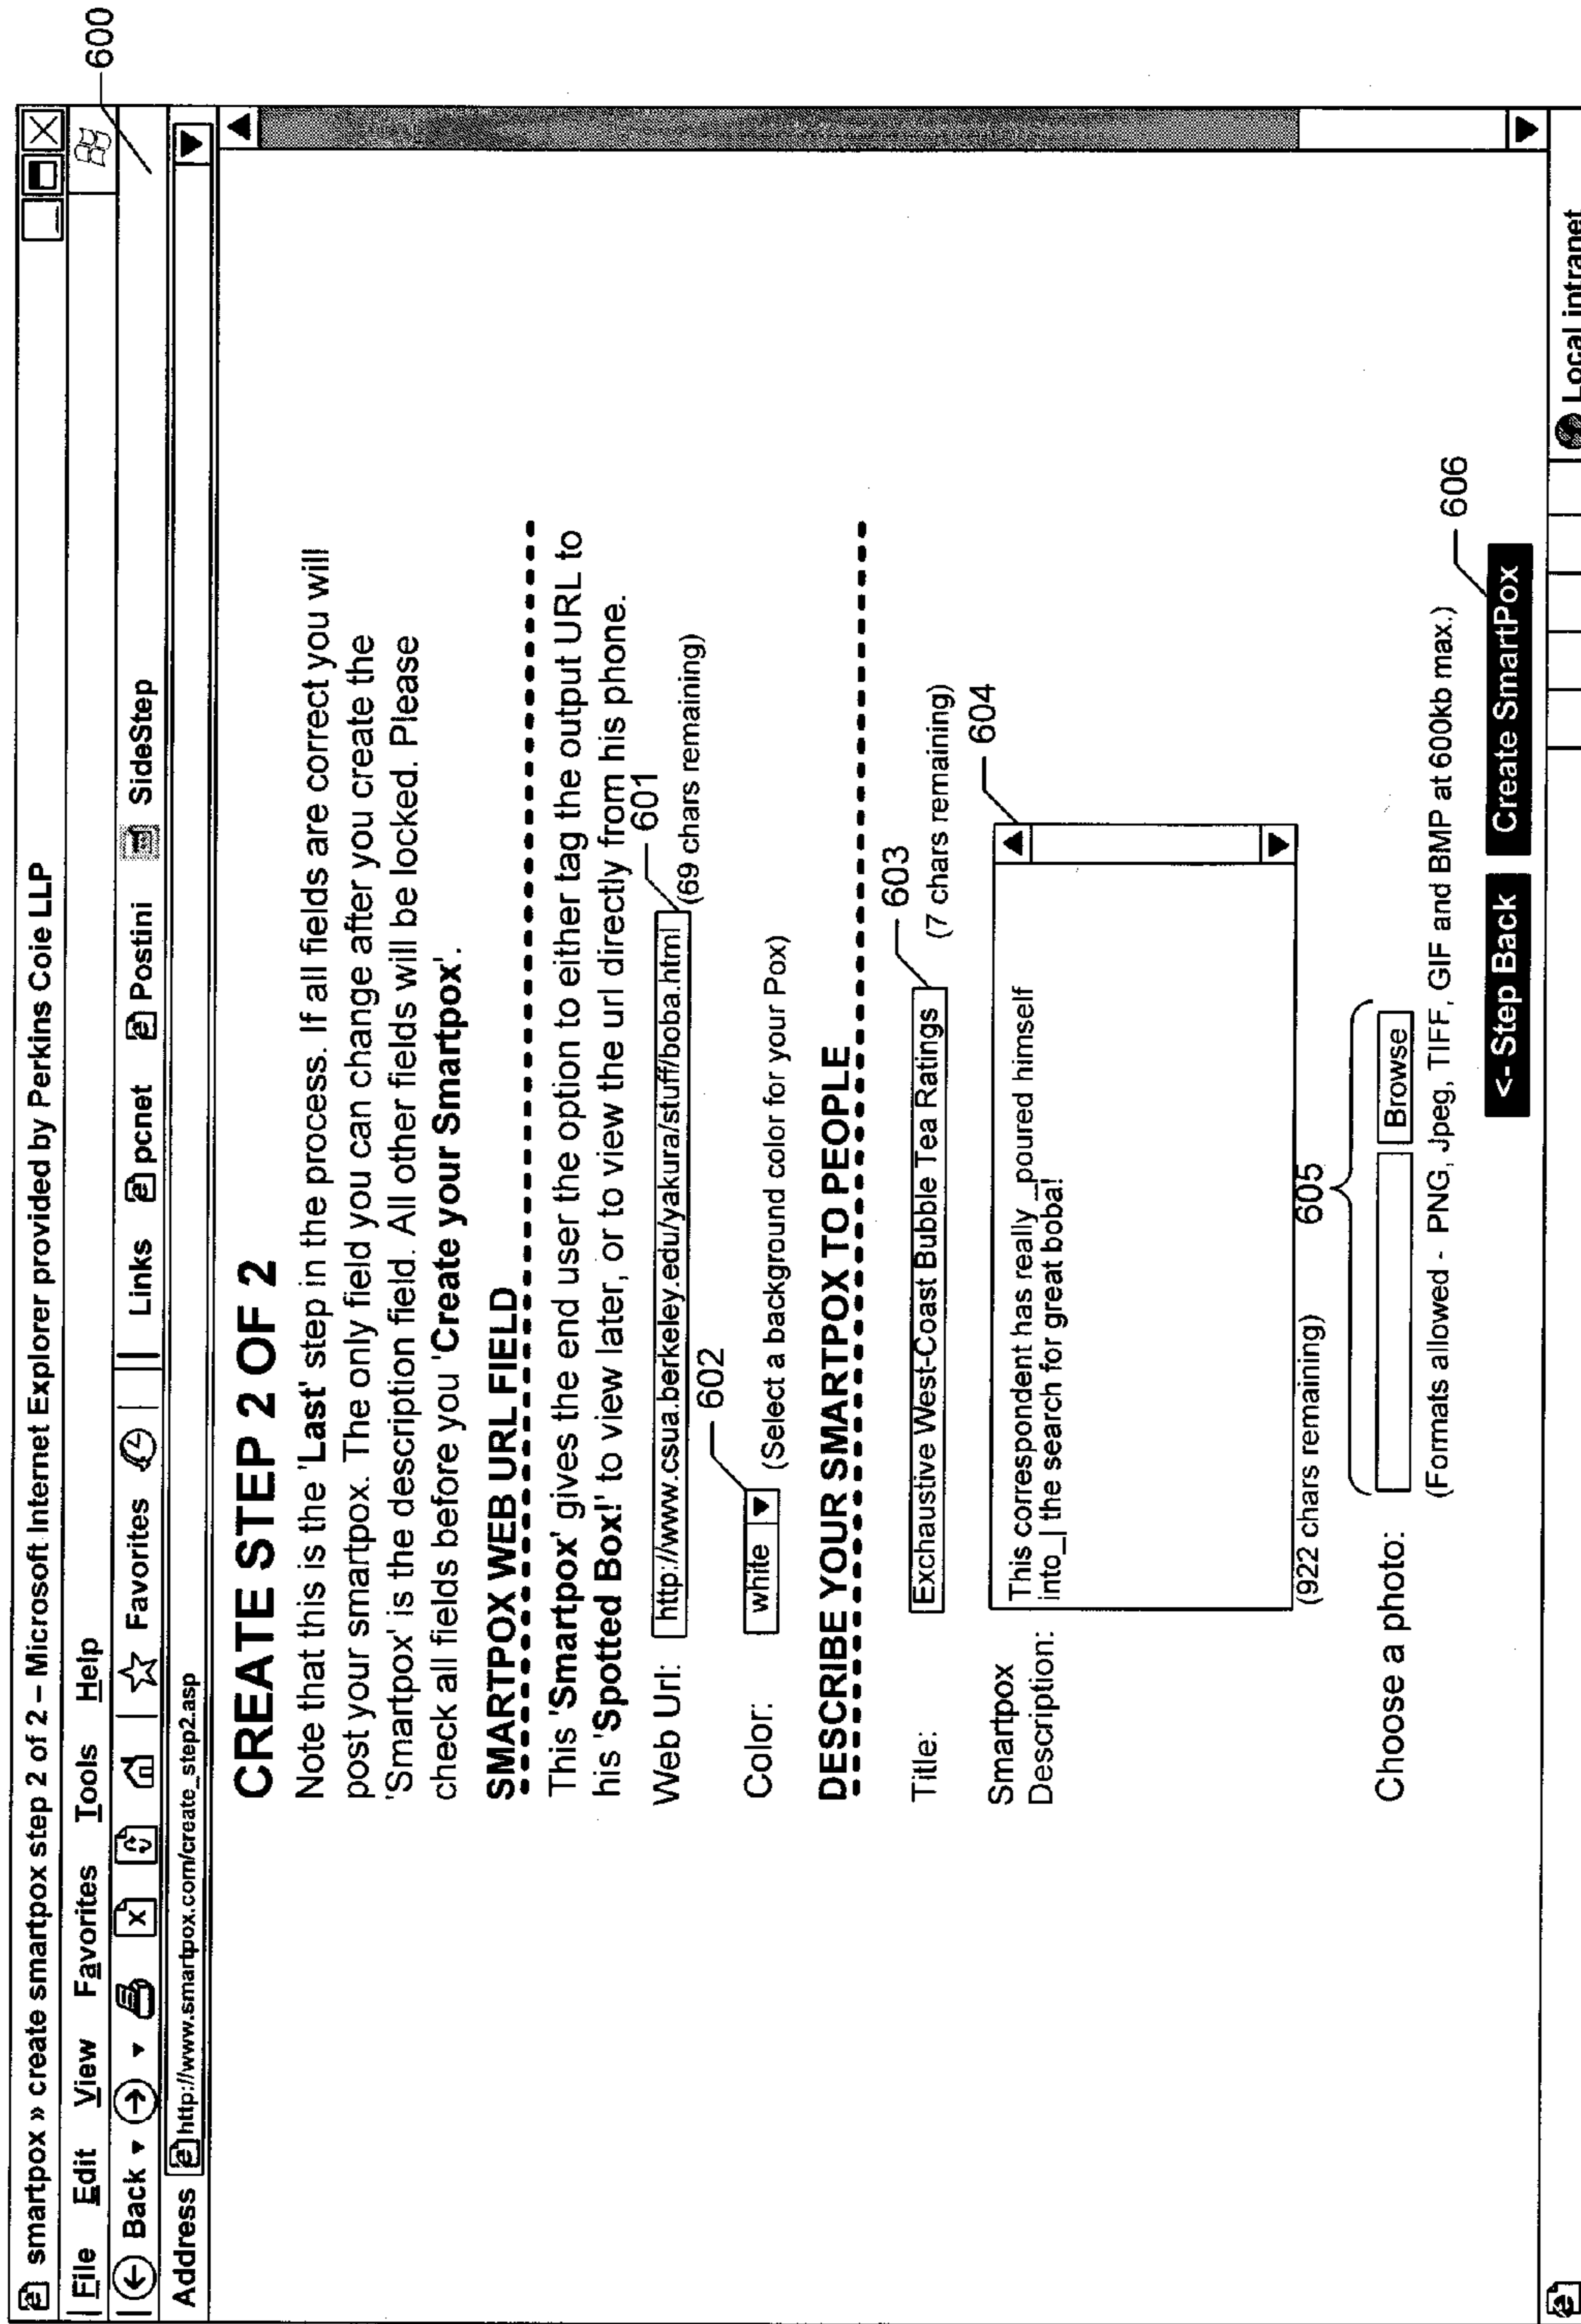 smartpox » create smartpox step 2 of 2 – Microsoft Internet Explorer provided by Perkins Coie LLP
File Edit View Favorites Tools Help
600
Back Favorites Links pcnet Postini SideStep
Address http://www.smartpox.com/create_step2.asp
CREATE STEP 2 OF 2
Note that this is the 'Last' step in the process. If all fields are correct you will
post your smartpox. The only field you can change after you create the
'Smartpox' is the description field. All other fields will be locked. Please
check all fields before you 'Create your Smartpox'.
SMARTPOX WEB URL FIELD
This 'Smartpox' gives the end user the option to either tag the output URL to
his 'Spotted Box!' to view later, or to view the url directly from his phone.
601
Web Url: http://www.csua.berkeley.edu/yakura/stuff/boba.html (69 chars remaining)
602
Color: white (Select a background color for your Pox)
DESCRIBE YOUR SMARTPOX TO PEOPLE
603
Title: Exchaustive West-Coast Bubble Tea Ratings (7 chars remaining)
604
Smartpox
Description:
This correspondent has really_ poured himself
into_| the search for great boba!
(922 chars remaining)
605
Choose a photo: Browse
(Formats allowed - PNG, Jpeg, TIFF, GIF and BMP at 600kb max.)
606
<- Step Back Create SmartPox
Local intranet